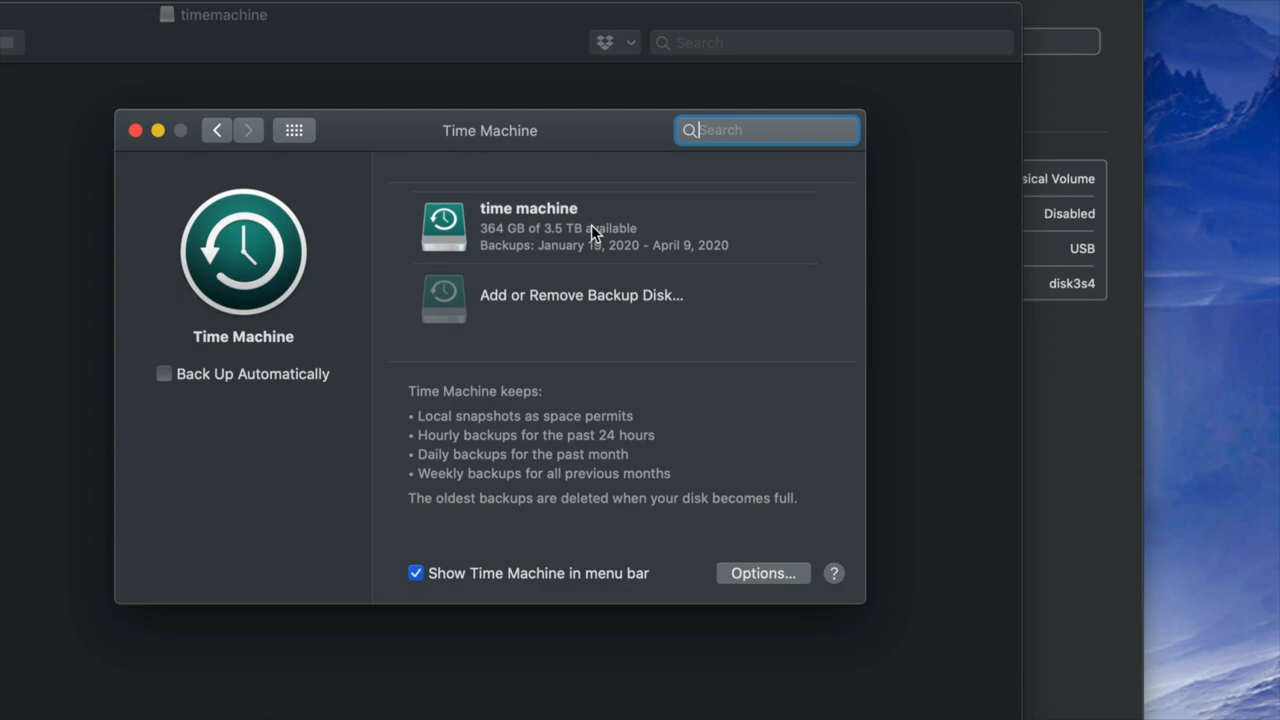 timemachine
Search
Time Machine
Search
sical Volume
Disabled
USB
disk3s4
Time Machine
Back Up Automatically
time machine
364 GB of 3.5 TB available
Backups: January 19, 2020 - April 9, 2020
Add or Remove Backup Disk...
Time Machine keeps:
• Local snapshots as space permits
• Hourly backups for the past 24 hours
• Daily backups for the past month
• Weekly backups for all previous months
The oldest backups are deleted when your disk becomes full.
Show Time Machine in menu bar
Options...
?